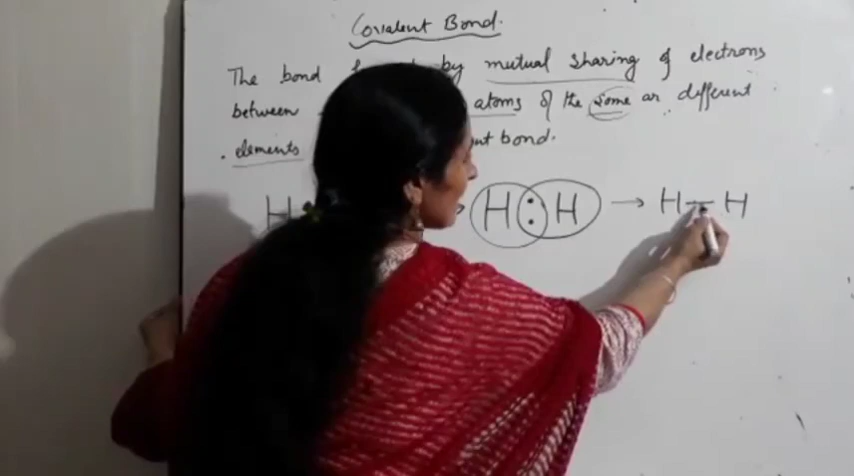 Covalent Bond.
The bond by mutual sharing of electrons
between atoms of the same or different
elements bond.
H H : H → H — H